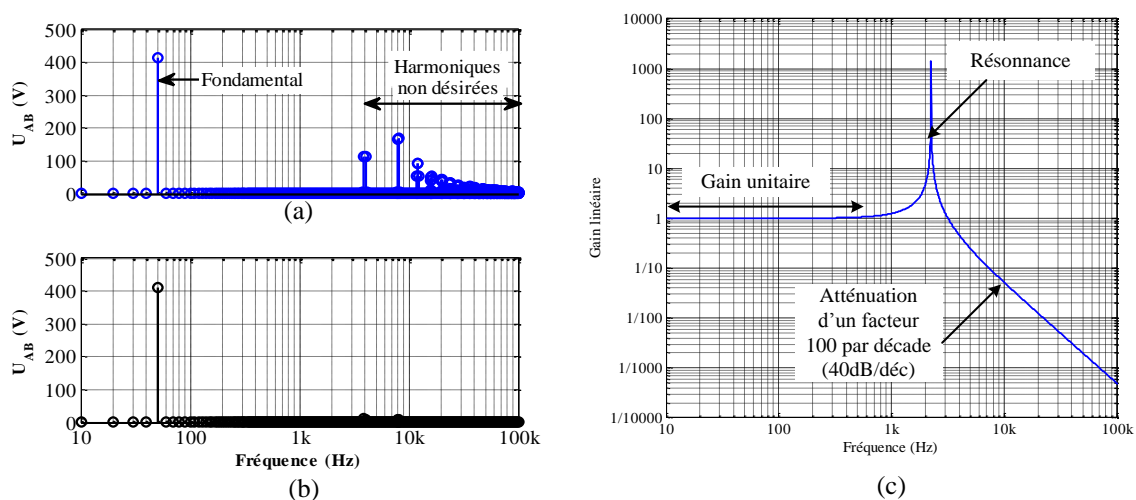 500
400
300
200
100
0
U_AB (V)
Fondamental
Harmoniques
non désirées
(a)
500
400
300
200
100
0
U_AB (V)
10
100
1k
10k
100k
Fréquence (Hz)
(b)
10000
1000
100
10
1
1/10
1/100
1/1000
1/10000
Gain linéaire
Résonnance
Gain unitaire
Atténuation
d’un facteur
100 par décade
(40dB/déc)
10
100
1k
10k
100k
Fréquence (Hz)
(c)